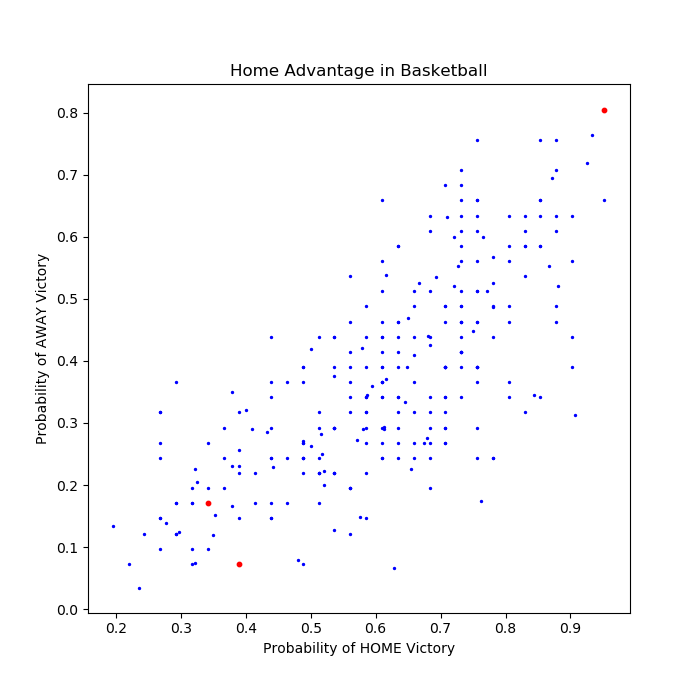 Home Advantage in Basketball
Probability of AWAY Victory
0.8
0.7
0.6
0.5
0.4
0.3
0.2
0.1
0.0
0.2 0.3 0.4 0.5 0.6 0.7 0.8 0.9
Probability of HOME Victory